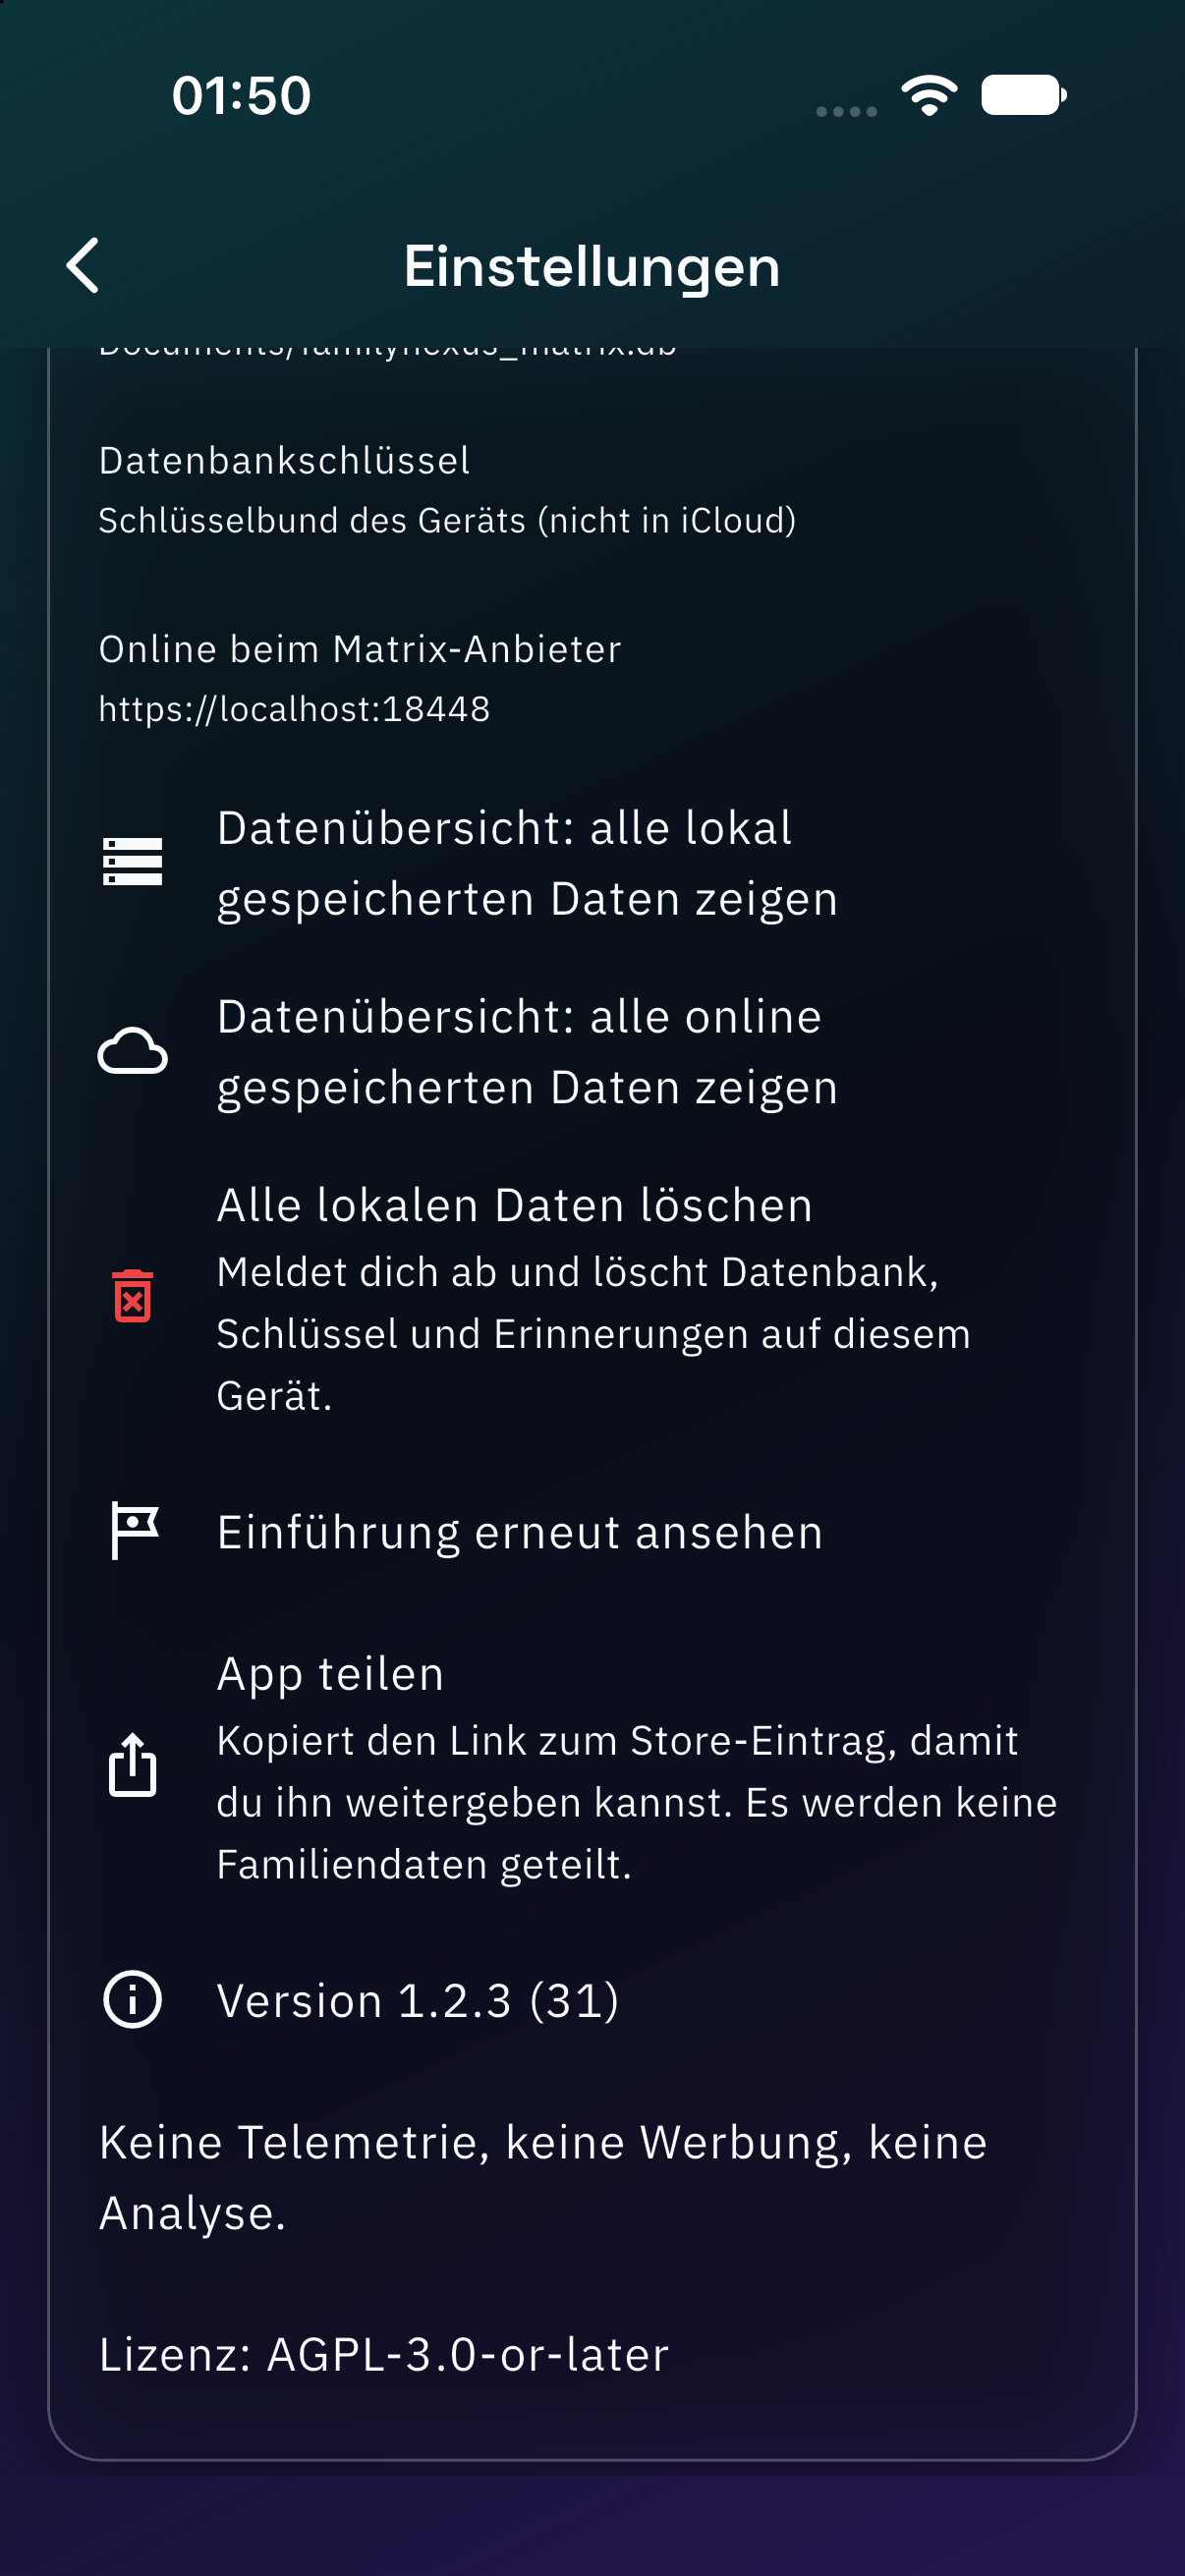 01:50
Einstellungen
Documents/familynexus_matrix.db
Datenbankschlüssel
Schlüsselbund des Geräts (nicht in iCloud)
Online beim Matrix-Anbieter
https://localhost:18448
Datenübersicht: alle lokal
gespeicherten Daten zeigen
Datenübersicht: alle online
gespeicherten Daten zeigen
Alle lokalen Daten löschen
Meldet dich ab und löscht Datenbank,
Schlüssel und Erinnerungen auf diesem
Gerät.
Einführung erneut ansehen
App teilen
Kopiert den Link zum Store-Eintrag, damit
du ihn weitergeben kannst. Es werden keine
Familiendaten geteilt.
Version 1.2.3 (31)
Keine Telemetrie, keine Werbung, keine
Analyse.
Lizenz: AGPL-3.0-or-later